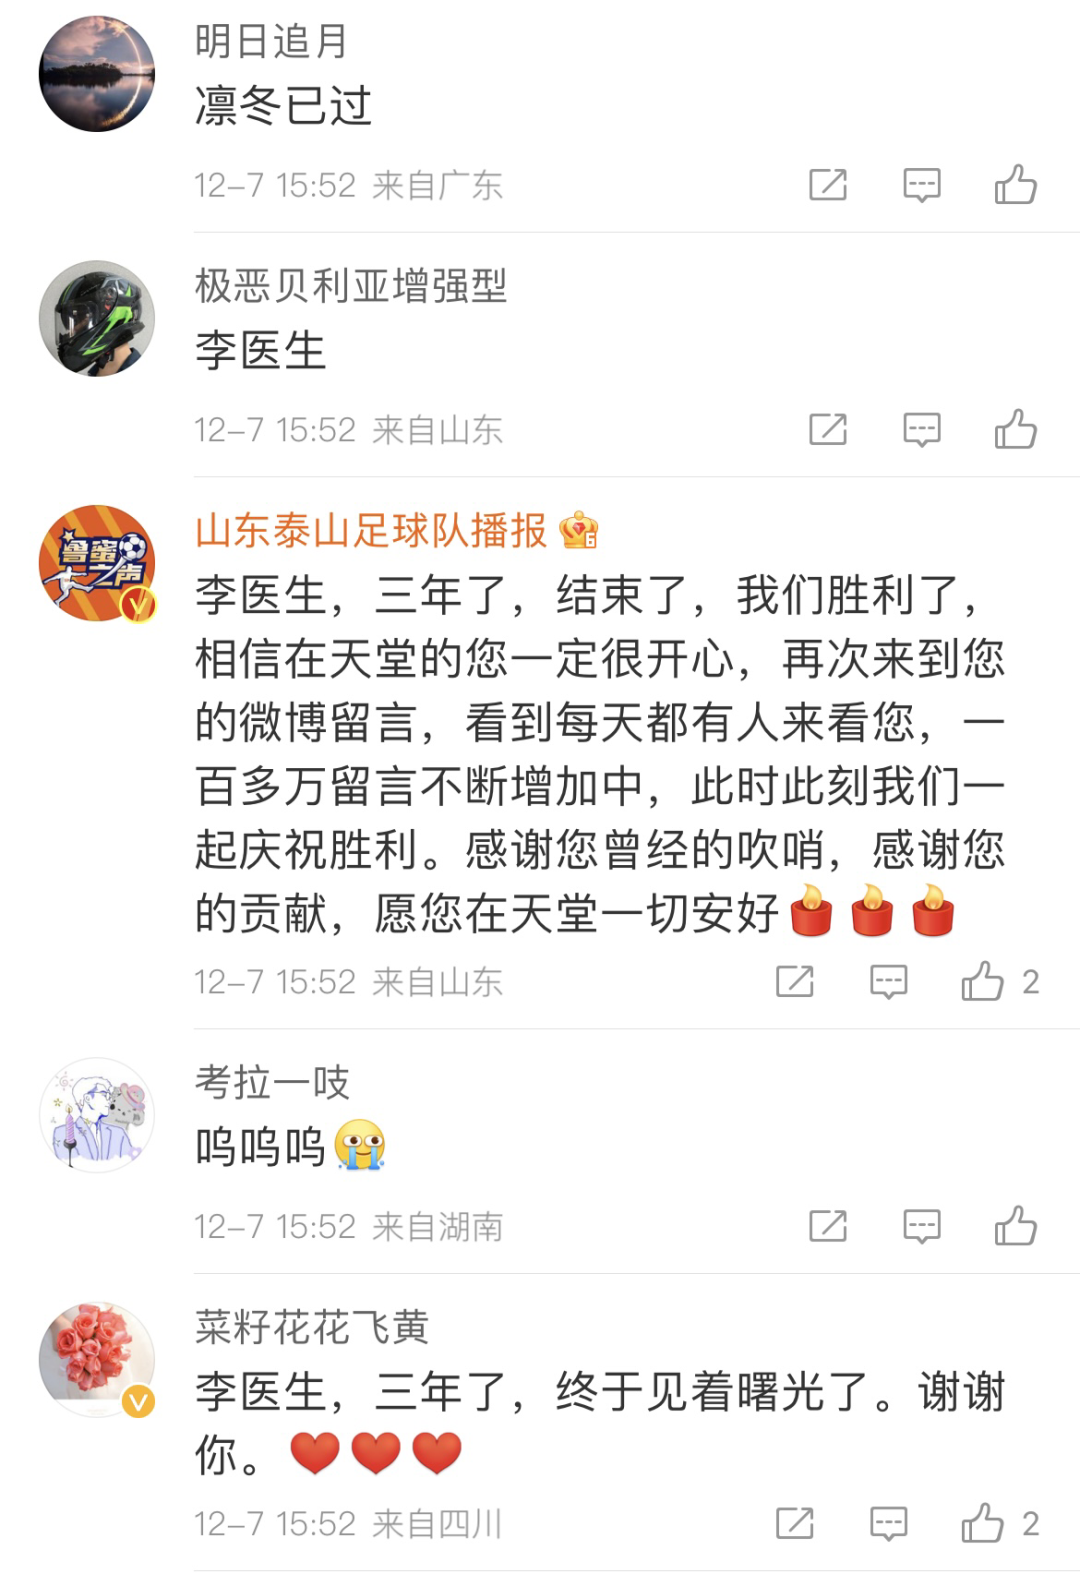 明日追月
凛冬已过
12-7 15:52 来自广东
极恶贝利亚增强型
李医生
12-7 15:52 来自山东
鲁蜜
之声
山东泰山足球队播报
6
李医生，三年了，结束了，我们胜利了，
相信在天堂的您一定很开心，再次来到您
的微博留言，看到每天都有人来看您，一
百多万留言不断增加中，此时此刻我们一
起庆祝胜利。感谢您曾经的吹哨，感谢您
的贡献，愿您在天堂一切安好
12-7 15:52 来自山东 2
考拉一吱
呜呜呜
12-7 15:52 来自湖南
菜籽花花飞黄
李医生，三年了，终于见着曙光了。谢谢
你。
12-7 15:52 来自四川 2